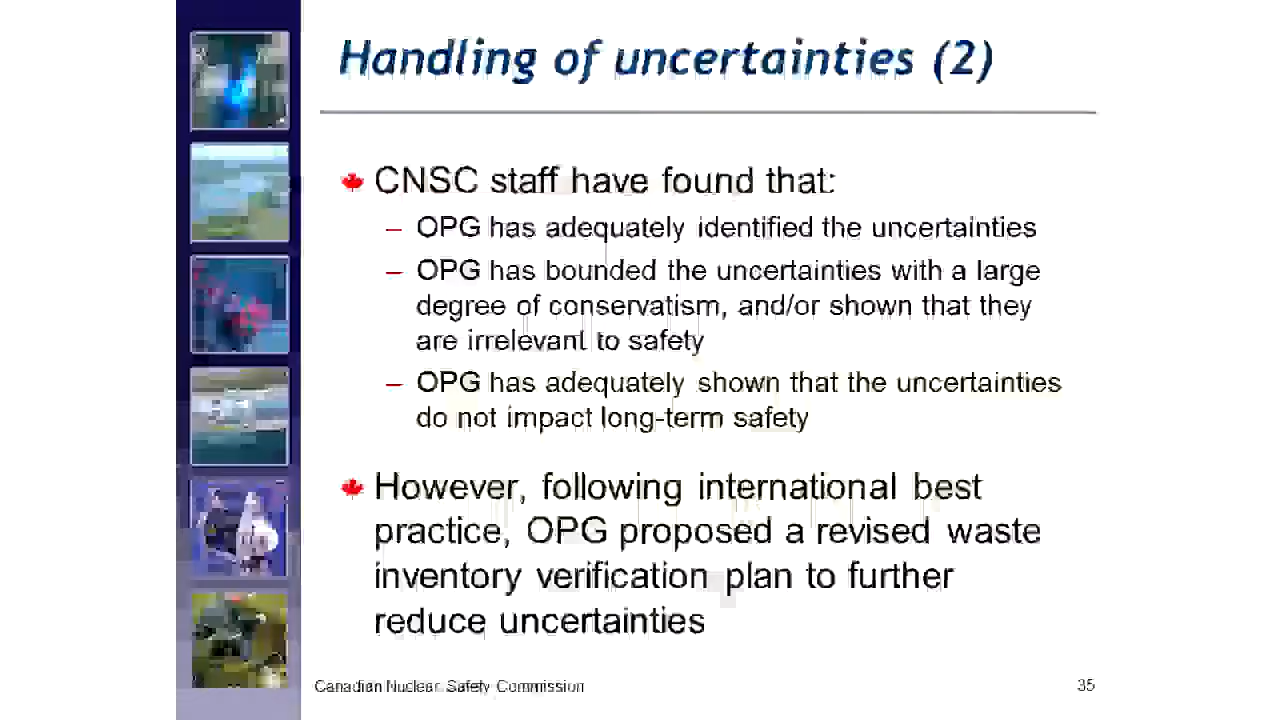 Handling of uncertainties (2)
CNSC staff have found that:
– OPG has adequately identified the uncertainties
– OPG has bounded the uncertainties with a large
degree of conservatism, and/or shown that they
are irrelevant to safety
– OPG has adequately shown that the uncertainties
do not impact long-term safety
However, following international best
practice, OPG proposed a revised waste
inventory verification plan to further
reduce uncertainties
Canadian Nuclear Safety Commission
35